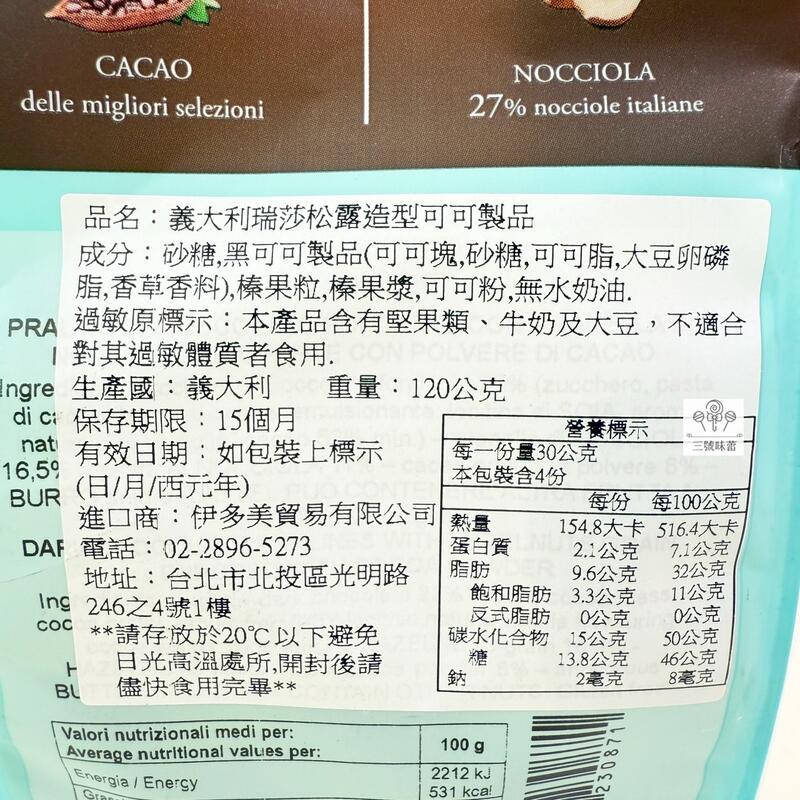 CACAO
delle migliori selezioni
NOCCIOLA
27% nocciole italiane
品名：義大利瑞莎松露造型可可製品
成分：砂糖,黑可可製品(可可塊,砂糖,可可脂,大豆卵磷
脂,香草香料),榛果粒,榛果漿,可可粉,無水奶油.
過敏原標示：本產品含有堅果類、牛奶及大豆，不適合
對其過敏體質者食用.
生產國：義大利 重量：120公克
保存期限：15個月
有效日期：如包裝上標示
(日/月/西元年)
進口商：伊多美貿易有限公司
電話：02-2896-5273
地址：台北市北投區光明路
246之4號1樓
**請存放於20℃以下避免
日光高溫處所,開封後請
儘快食用完畢**
三號味蕾
營養標示
每一份量30公克
本包裝含4份
每份 每100公克
熱量 154.8大卡 516.4大卡
蛋白質 2.1公克 7.1公克
脂肪 9.6公克 32公克
飽和脂肪 3.3公克 11公克
反式脂肪 0公克 0公克
碳水化合物 15公克 50公克
糖 13.8公克 46公克
鈉 2毫克 8毫克
Valori nutrizionali medi per:
Average nutritional values per:
100 g
Energia / Energy
2212 kJ
531 kcal
230871